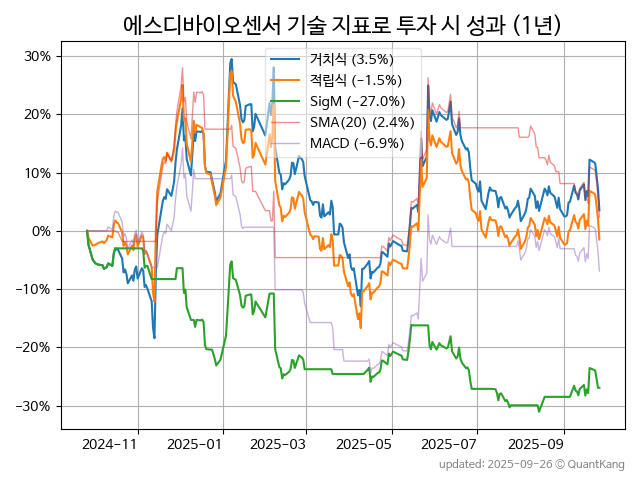 에스디바이오센서 기술 지표로 투자 시 성과 (1년)
30%
20%
10%
0%
−10%
−20%
−30%
거치식 (3.5%)
적립식 (−1.5%)
SigM (−27.0%)
SMA(20) (2.4%)
MACD (−6.9%)
2024-11
2025-01
2025-03
2025-05
2025-07
2025-09
updated: 2025-09-26 © QuantKang